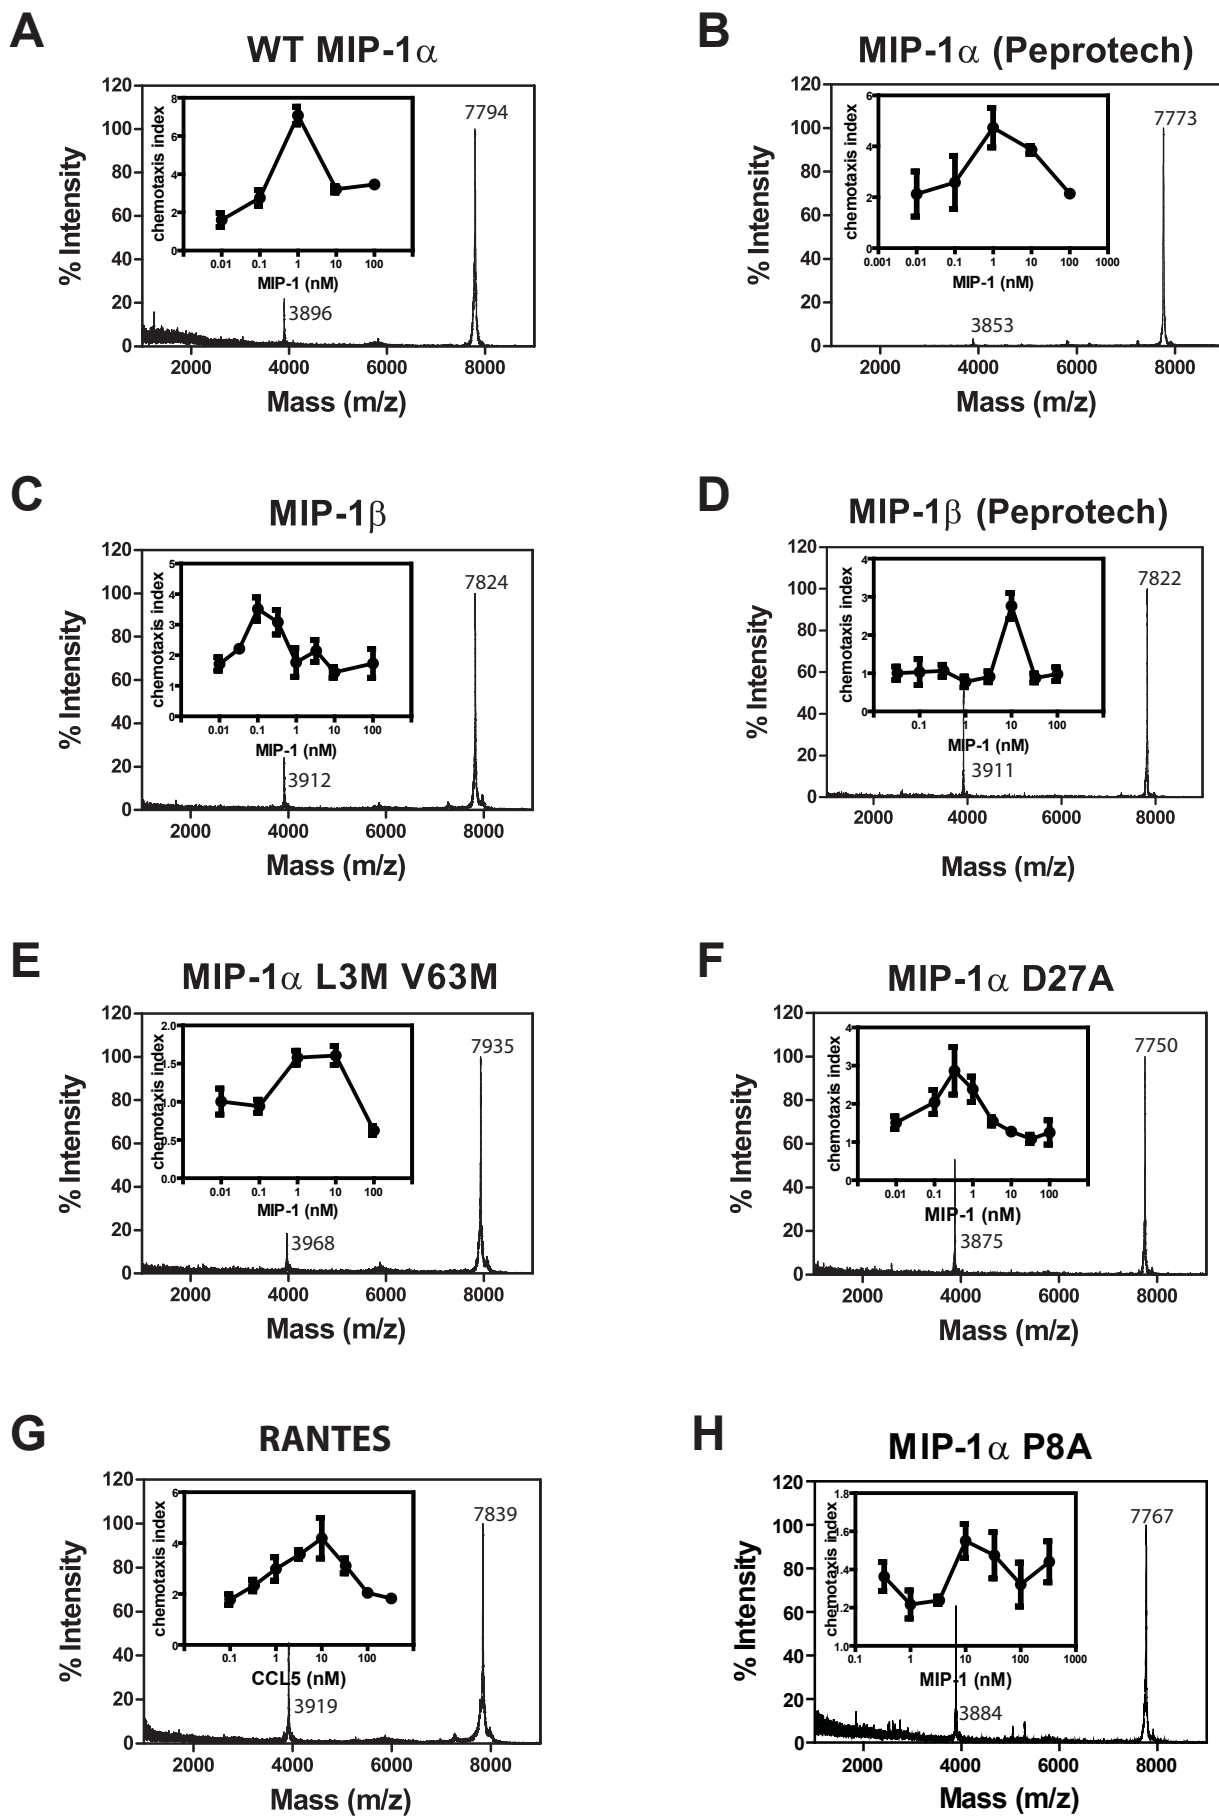 A
WT MIP-1α
120
100
80
60
40
20
0
% Intensity
8
6
4
2
0
chemotaxis index
0.01 0.1 1 10 100
MIP-1 (nM)
7794
3896
2000 4000 6000 8000
Mass (m/z)
B
MIP-1α (Peprotech)
120
100
80
60
40
20
0
% Intensity
6
4
2
0
chemotaxis index
0.001 0.01 0.1 1 10 100 1000
MIP-1 (nM)
7773
3853
2000 4000 6000 8000
Mass (m/z)
C
MIP-1β
120
100
80
60
40
20
0
% Intensity
5
4
3
2
1
0
chemotaxis index
0.01 0.1 1 10 100
MIP-1 (nM)
7824
3912
2000 4000 6000 8000
Mass (m/z)
D
MIP-1β (Peprotech)
120
100
80
60
40
20
0
% Intensity
4
3
2
1
0
chemotaxis index
0.1 1 10 100
MIP-1 (nM)
7822
3911
2000 4000 6000 8000
Mass (m/z)
E
MIP-1α L3M V63M
120
100
80
60
40
20
0
% Intensity
2.0
1.5
1.0
0.5
0.0
chemotaxis index
0.01 0.1 1 10 100
MIP-1 (nM)
7935
3968
2000 4000 6000 8000
Mass (m/z)
F
MIP-1α D27A
120
100
80
60
40
20
0
% Intensity
4
3
2
1
0
chemotaxis index
0.01 0.1 1 10 100
MIP-1 (nM)
7750
3875
2000 4000 6000 8000
Mass (m/z)
G
RANTES
120
100
80
60
40
20
0
% Intensity
6
4
2
0
chemotaxis index
0.1 1 10 100
CCL5 (nM)
7839
3919
2000 4000 6000 8000
Mass (m/z)
H
MIP-1α P8A
120
100
80
60
40
20
0
% Intensity
1.8
1.6
1.4
1.2
1.0
chemotaxis index
0.1 1 10 100 1000
MIP-1 (nM)
7767
3884
2000 4000 6000 8000
Mass (m/z)